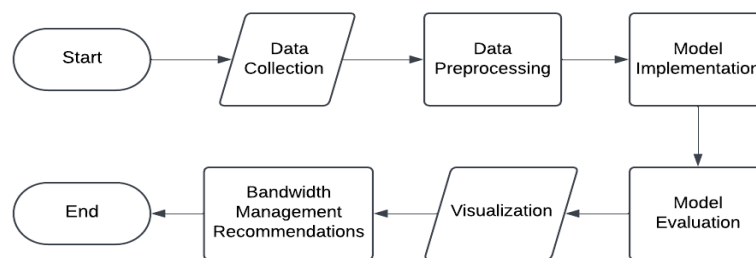 Start
Data
Collection
Data
Preprocessing
Model
Implementation
Model
Evaluation
Visualization
Bandwidth
Management
Recommendations
End